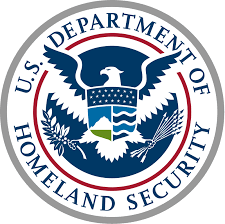 U.S. DEPARTMENT OF
HOMELAND SECURITY